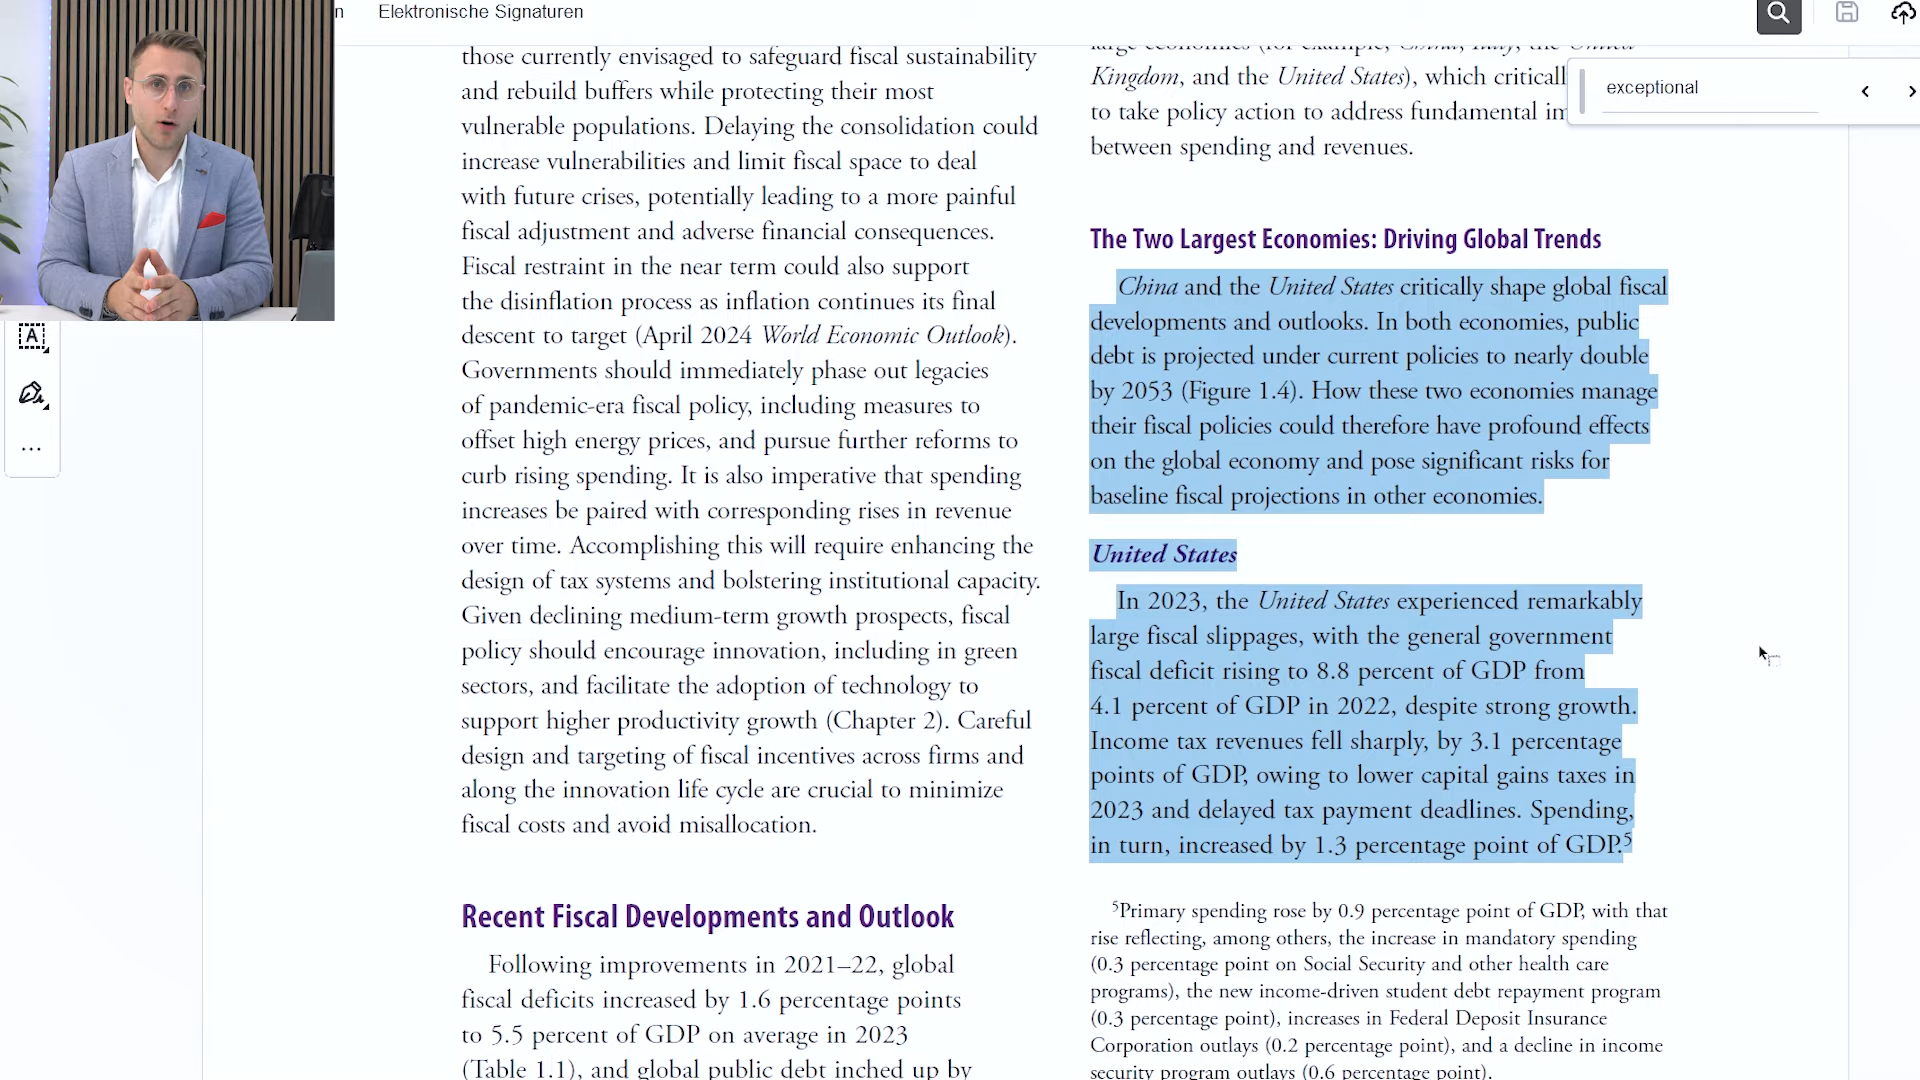 n Elektronische Signaturen
exceptional
those currently envisaged to safeguard fiscal sustainability
and rebuild buffers while protecting their most
vulnerable populations. Delaying the consolidation could
increase vulnerabilities and limit fiscal space to deal
with future crises, potentially leading to a more painful
fiscal adjustment and adverse financial consequences.
Fiscal restraint in the near term could also support
the disinflation process as inflation continues its final
descent to target (April 2024 World Economic Outlook).
Governments should immediately phase out legacies
of pandemic-era fiscal policy, including measures to
offset high energy prices, and pursue further reforms to
curb rising spending. It is also imperative that spending
increases be paired with corresponding rises in revenue
over time. Accomplishing this will require enhancing the
design of tax systems and bolstering institutional capacity.
Given declining medium-term growth prospects, fiscal
policy should encourage innovation, including in green
sectors, and facilitate the adoption of technology to
support higher productivity growth (Chapter 2). Careful
design and targeting of fiscal incentives across firms and
along the innovation life cycle are crucial to minimize
fiscal costs and avoid misallocation.
Recent Fiscal Developments and Outlook
Following improvements in 2021–22, global
fiscal deficits increased by 1.6 percentage points
to 5.5 percent of GDP on average in 2023
(Table 1.1), and global public debt inched up by
large economies (for example, China, Italy, the United
Kingdom, and the United States), which criticall
to take policy action to address fundamental im
between spending and revenues.
The Two Largest Economies: Driving Global Trends
China and the United States critically shape global fiscal
developments and outlooks. In both economies, public
debt is projected under current policies to nearly double
by 2053 (Figure 1.4). How these two economies manage
their fiscal policies could therefore have profound effects
on the global economy and pose significant risks for
baseline fiscal projections in other economies.
United States
In 2023, the United States experienced remarkably
large fiscal slippages, with the general government
fiscal deficit rising to 8.8 percent of GDP from
4.1 percent of GDP in 2022, despite strong growth.
Income tax revenues fell sharply, by 3.1 percentage
points of GDP, owing to lower capital gains taxes in
2023 and delayed tax payment deadlines. Spending,
in turn, increased by 1.3 percentage point of GDP.⁵
⁵Primary spending rose by 0.9 percentage point of GDP, with that
rise reflecting, among others, the increase in mandatory spending
(0.3 percentage point on Social Security and other health care
programs), the new income-driven student debt repayment program
(0.3 percentage point), increases in Federal Deposit Insurance
Corporation outlays (0.2 percentage point), and a decline in income
security program outlays (0.6 percentage point).